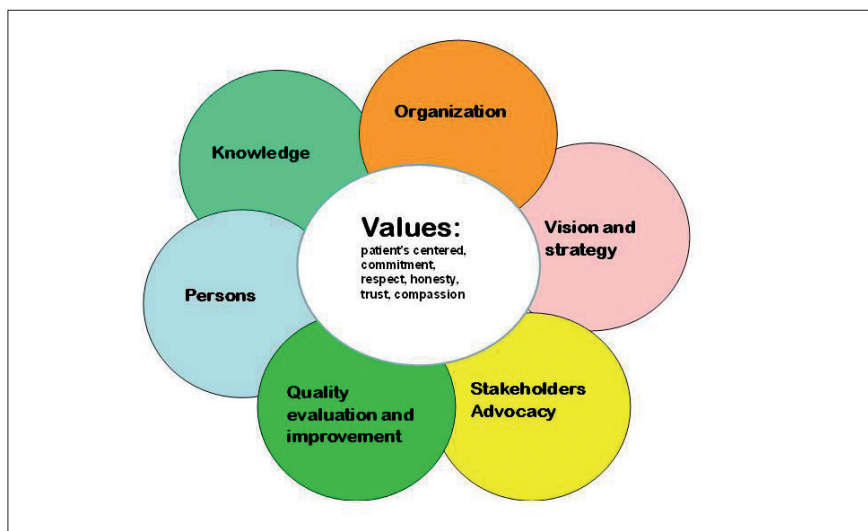 Organization
Knowledge
Values:
patient's centered,
commitment,
respect, honesty,
trust, compassion
Vision and
strategy
Persons
Quality
evaluation and
improvement
Stakeholders
Advocacy